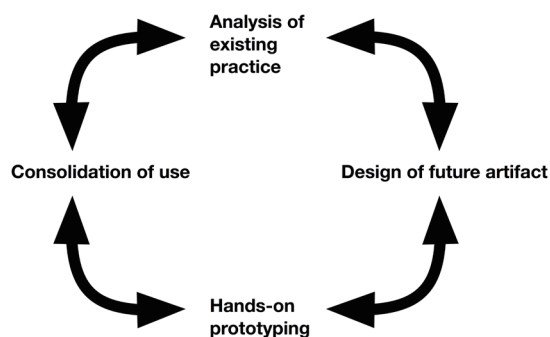 Analysis of
existing
practice
Consolidation of use
Design of future artifact
Hands-on
prototyping